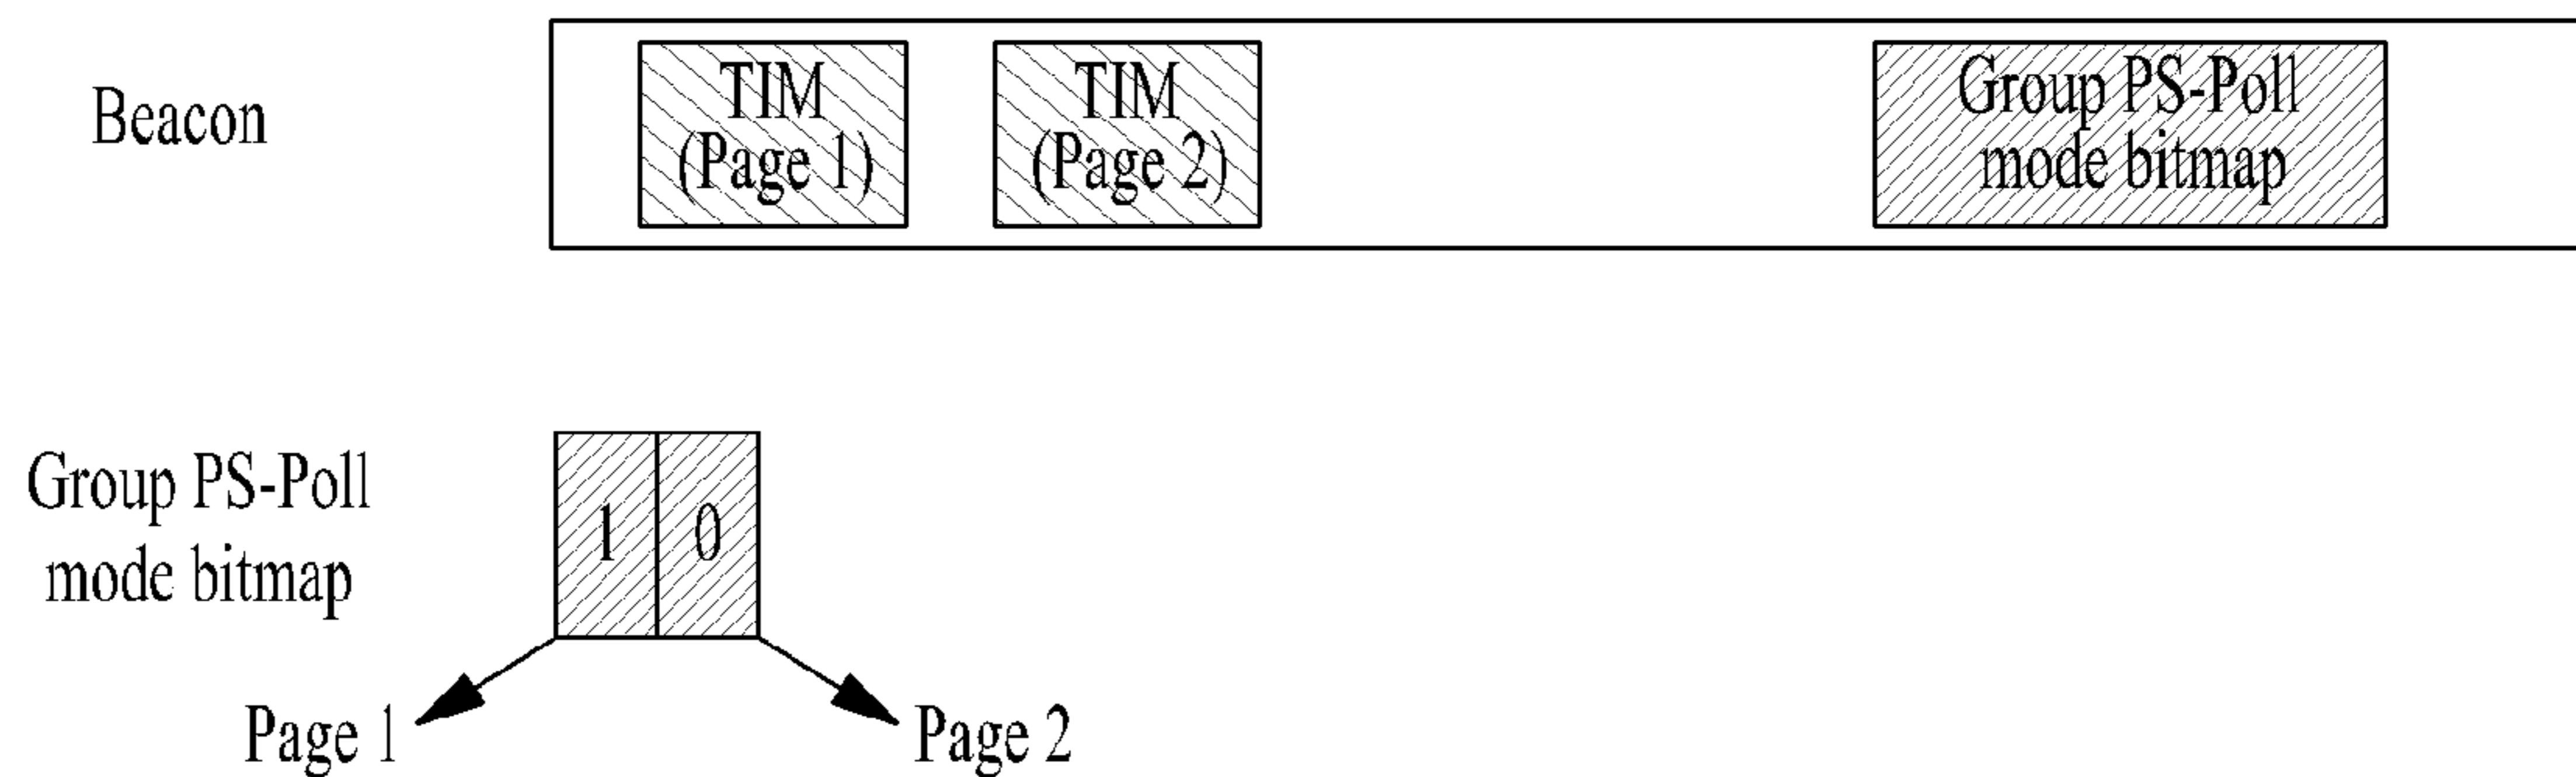 Beacon
TIM
(Page 1)
TIM
(Page 2)
Group PS-Poll
mode bitmap
Group PS-Poll
mode bitmap
1 0
Page 1
Page 2